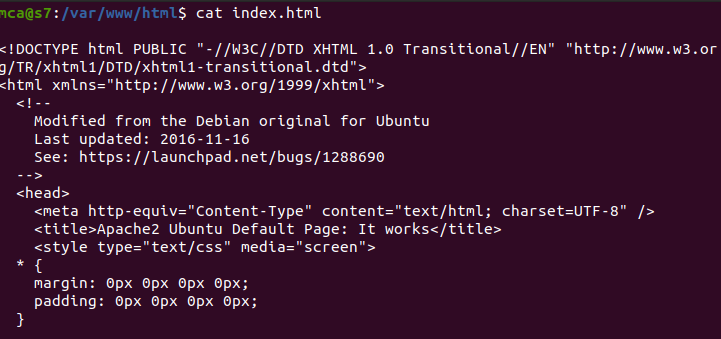 mca@s7:/var/www/html$ cat index.html
<!DOCTYPE html PUBLIC "-//W3C//DTD XHTML 1.0 Transitional//EN" "http://www.w3.or
g/TR/xhtml1/DTD/xhtml1-transitional.dtd">
<html xmlns="http://www.w3.org/1999/xhtml">
  <!--
    Modified from the Debian original for Ubuntu
    Last updated: 2016-11-16
    See: https://launchpad.net/bugs/1288690
  -->
  <head>
    <meta http-equiv="Content-Type" content="text/html; charset=UTF-8" />
    <title>Apache2 Ubuntu Default Page: It works</title>
    <style type="text/css" media="screen">
  * {
    margin: 0px 0px 0px 0px;
    padding: 0px 0px 0px 0px;
  }